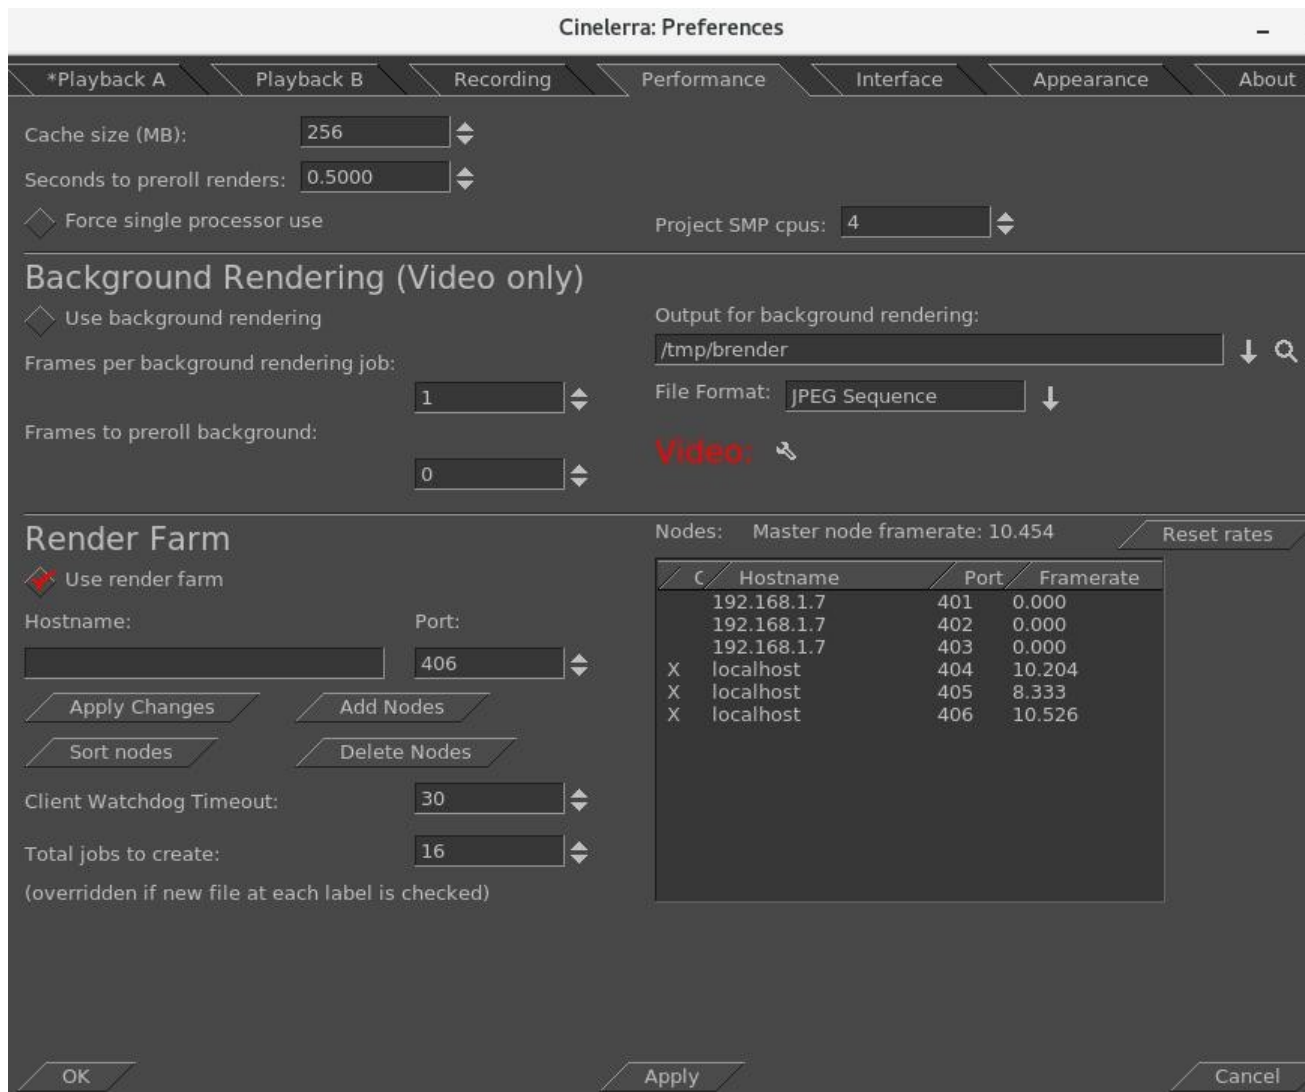 Cinelerra: Preferences
*Playback A Playback B Recording Performance Interface Appearance About
Cache size (MB): 256
Seconds to preroll renders: 0.5000
Force single processor use Project SMP cpus: 4
Background Rendering (Video only)
Use background rendering
Frames per background rendering job:
1
Frames to preroll background:
0
Output for background rendering:
/tmp/brender
File Format: JPEG Sequence
Video:
Render Farm
Use render farm
Hostname: Port:
406
Apply Changes Add Nodes
Sort nodes Delete Nodes
Client Watchdog Timeout: 30
Total jobs to create: 16
(overridden if new file at each label is checked)
Nodes: Master node framerate: 10.454 Reset rates
C Hostname Port Framerate
192.168.1.7 401 0.000
192.168.1.7 402 0.000
192.168.1.7 403 0.000
X localhost 404 10.204
X localhost 405 8.333
X localhost 406 10.526
OK Apply Cancel